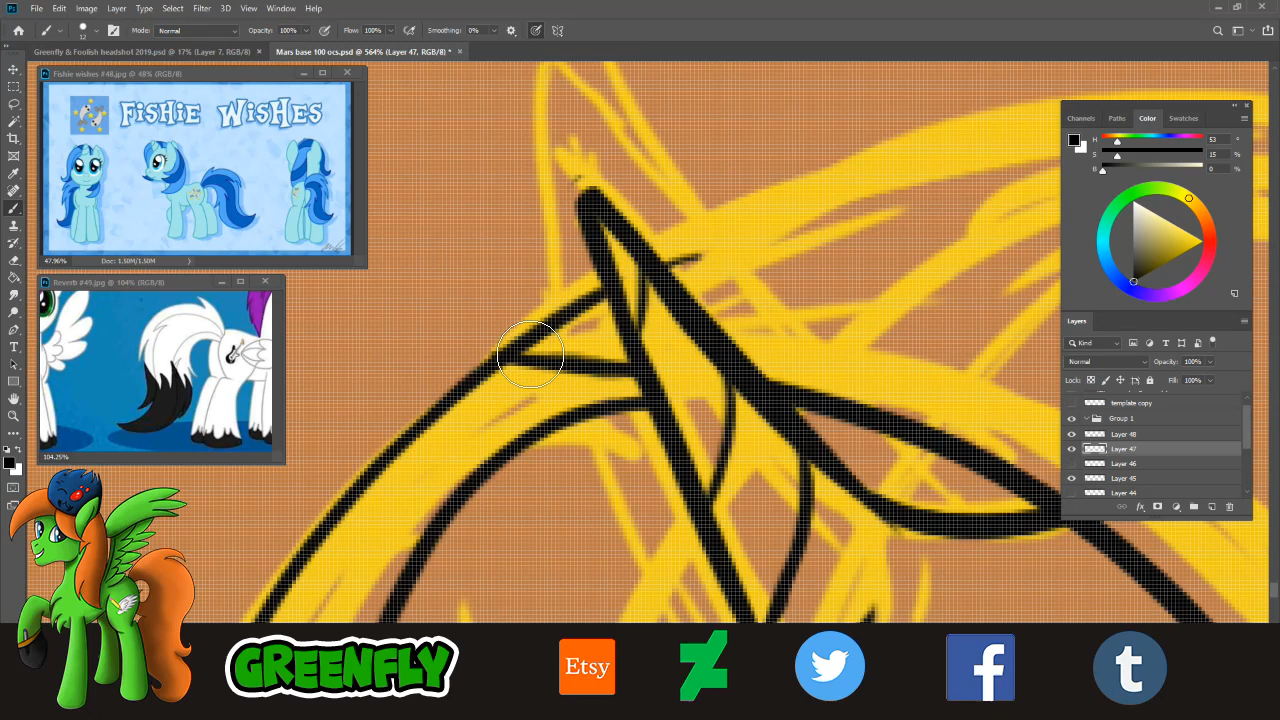 Ps File Edit Image Layer Type Select Filter 3D View Window Help
12 Mode: Normal Opacity: 100% Flow: 100% Smoothing: 0%
Greenfly & Foolish headshot 2019.psd @ 17% (Layer 7, RGB/8) × Mars base 100 ocs.psd @ 564% (Layer 47, RGB/8) * ×
Fishie wishes #48.jpg @ 48% (RGB/8)
FiSHiE WiSHES
47.96% Doc: 1.50M/1.50M
Reverb #49.jpg @ 104% (RGB/8)
104.25%
Channels Paths Color Swatches
H 53 °
S 15 %
B 0 %
Layers
Kind
Normal Opacity: 100%
Lock: Fill: 100%
template copy
Group 1
Layer 48
Layer 47
Layer 46
Layer 45
Layer 44
fx
GREENFLY Etsy f t